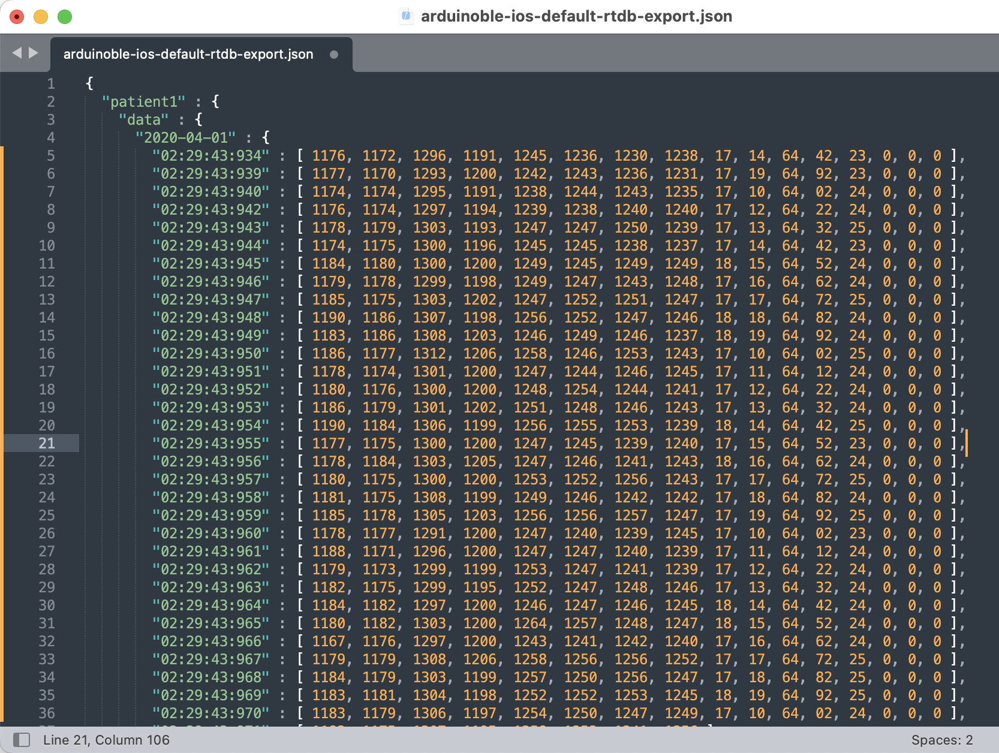 arduinoble-ios-default-rtdb-export.json
arduinoble-ios-default-rtdb-export.json
1 {
2 "patient1" : {
3 "data" : {
4 "2020-04-01" : {
5 "02:29:43:934" : [ 1176, 1172, 1296, 1191, 1245, 1236, 1230, 1238, 17, 14, 64, 42, 23, 0, 0, 0 ],
6 "02:29:43:939" : [ 1177, 1170, 1293, 1200, 1242, 1243, 1236, 1231, 17, 19, 64, 92, 23, 0, 0, 0 ],
7 "02:29:43:940" : [ 1174, 1174, 1295, 1191, 1238, 1244, 1243, 1235, 17, 10, 64, 02, 24, 0, 0, 0 ],
8 "02:29:43:942" : [ 1176, 1174, 1297, 1194, 1239, 1238, 1240, 1240, 17, 12, 64, 22, 24, 0, 0, 0 ],
9 "02:29:43:943" : [ 1178, 1179, 1303, 1193, 1247, 1247, 1250, 1239, 17, 13, 64, 32, 25, 0, 0, 0 ],
10 "02:29:43:944" : [ 1174, 1175, 1300, 1196, 1245, 1245, 1238, 1237, 17, 14, 64, 42, 23, 0, 0, 0 ],
11 "02:29:43:945" : [ 1184, 1180, 1300, 1200, 1249, 1245, 1249, 1249, 18, 15, 64, 52, 24, 0, 0, 0 ],
12 "02:29:43:946" : [ 1179, 1178, 1299, 1198, 1249, 1247, 1243, 1248, 17, 16, 64, 62, 24, 0, 0, 0 ],
13 "02:29:43:947" : [ 1185, 1175, 1303, 1202, 1247, 1252, 1251, 1247, 17, 17, 64, 72, 25, 0, 0, 0 ],
14 "02:29:43:948" : [ 1190, 1186, 1307, 1198, 1256, 1252, 1247, 1246, 18, 18, 64, 82, 24, 0, 0, 0 ],
15 "02:29:43:949" : [ 1183, 1186, 1308, 1203, 1246, 1249, 1246, 1237, 18, 19, 64, 92, 24, 0, 0, 0 ],
16 "02:29:43:950" : [ 1186, 1177, 1312, 1206, 1258, 1246, 1253, 1243, 17, 10, 64, 02, 25, 0, 0, 0 ],
17 "02:29:43:951" : [ 1178, 1174, 1301, 1200, 1247, 1244, 1246, 1245, 17, 11, 64, 12, 24, 0, 0, 0 ],
18 "02:29:43:952" : [ 1180, 1176, 1300, 1200, 1248, 1254, 1244, 1241, 17, 12, 64, 22, 24, 0, 0, 0 ],
19 "02:29:43:953" : [ 1186, 1179, 1301, 1202, 1251, 1248, 1246, 1243, 17, 13, 64, 32, 24, 0, 0, 0 ],
20 "02:29:43:954" : [ 1190, 1184, 1306, 1199, 1256, 1255, 1253, 1239, 18, 14, 64, 42, 25, 0, 0, 0 ],
21 "02:29:43:955" : [ 1177, 1175, 1300, 1200, 1247, 1245, 1239, 1240, 17, 15, 64, 52, 23, 0, 0, 0 ],
22 "02:29:43:956" : [ 1178, 1184, 1303, 1205, 1247, 1246, 1241, 1243, 18, 16, 64, 62, 24, 0, 0, 0 ],
23 "02:29:43:957" : [ 1180, 1175, 1300, 1200, 1253, 1252, 1256, 1243, 17, 17, 64, 72, 25, 0, 0, 0 ],
24 "02:29:43:958" : [ 1181, 1175, 1308, 1199, 1249, 1246, 1242, 1242, 17, 18, 64, 82, 24, 0, 0, 0 ],
25 "02:29:43:959" : [ 1185, 1178, 1305, 1203, 1256, 1256, 1257, 1247, 17, 19, 64, 92, 25, 0, 0, 0 ],
26 "02:29:43:960" : [ 1178, 1177, 1291, 1200, 1247, 1240, 1239, 1245, 17, 10, 64, 02, 23, 0, 0, 0 ],
27 "02:29:43:961" : [ 1188, 1171, 1296, 1200, 1247, 1247, 1240, 1239, 17, 11, 64, 12, 24, 0, 0, 0 ],
28 "02:29:43:962" : [ 1179, 1173, 1299, 1199, 1253, 1247, 1241, 1239, 17, 12, 64, 22, 24, 0, 0, 0 ],
29 "02:29:43:963" : [ 1182, 1175, 1299, 1195, 1252, 1247, 1248, 1246, 17, 13, 64, 32, 24, 0, 0, 0 ],
30 "02:29:43:964" : [ 1184, 1182, 1297, 1200, 1246, 1247, 1246, 1245, 18, 14, 64, 42, 24, 0, 0, 0 ],
31 "02:29:43:965" : [ 1180, 1182, 1303, 1200, 1264, 1257, 1248, 1247, 18, 15, 64, 52, 24, 0, 0, 0 ],
32 "02:29:43:966" : [ 1167, 1176, 1297, 1200, 1243, 1241, 1242, 1240, 17, 16, 64, 62, 24, 0, 0, 0 ],
33 "02:29:43:967" : [ 1179, 1179, 1308, 1206, 1258, 1256, 1256, 1252, 17, 17, 64, 72, 25, 0, 0, 0 ],
34 "02:29:43:968" : [ 1184, 1179, 1303, 1199, 1257, 1250, 1256, 1247, 17, 18, 64, 82, 25, 0, 0, 0 ],
35 "02:29:43:969" : [ 1183, 1181, 1304, 1198, 1252, 1252, 1253, 1245, 18, 19, 64, 92, 25, 0, 0, 0 ],
36 "02:29:43:970" : [ 1183, 1179, 1306, 1197, 1254, 1250, 1247, 1249, 17, 10, 64, 02, 24, 0, 0, 0 ],
Line 21, Column 106 Spaces: 2